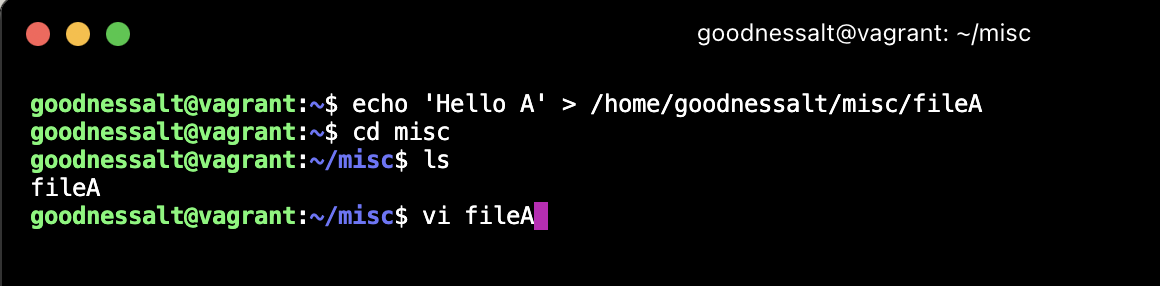 goodnessalt@vagrant: ~/misc
goodnessalt@vagrant:~$ echo 'Hello A' > /home/goodnessalt/misc/fileA
goodnessalt@vagrant:~$ cd misc
goodnessalt@vagrant:~/misc$ ls
fileA
goodnessalt@vagrant:~/misc$ vi fileA